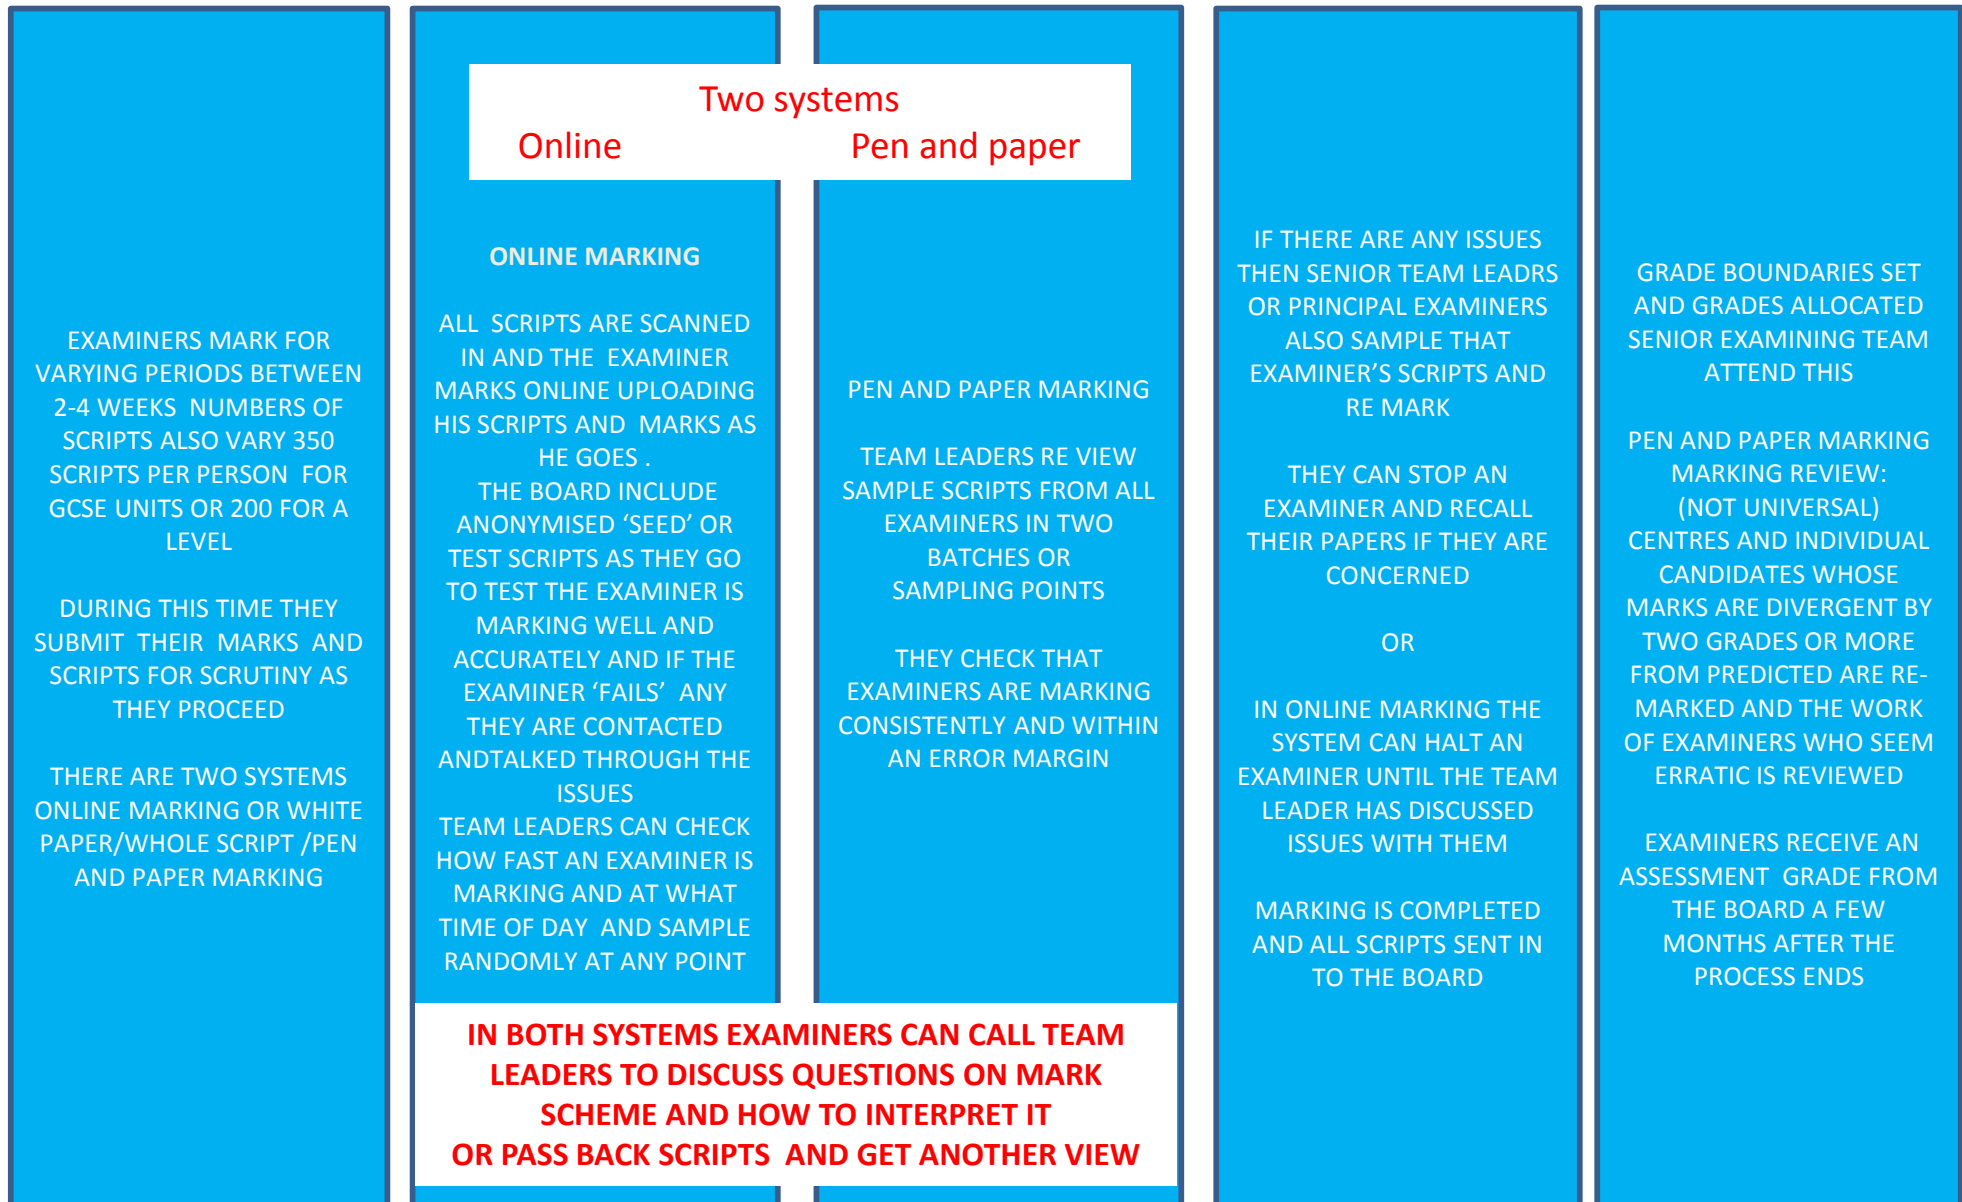 EXAMINERS MARK FOR
VARYING PERIODS BETWEEN
2-4 WEEKS NUMBERS OF
SCRIPTS ALSO VARY 350
SCRIPTS PER PERSON FOR
GCSE UNITS OR 200 FOR A
LEVEL
DURING THIS TIME THEY
SUBMIT THEIR MARKS AND
SCRIPTS FOR SCRUTINY AS
THEY PROCEED
THERE ARE TWO SYSTEMS
ONLINE MARKING OR WHITE
PAPER/WHOLE SCRIPT /PEN
AND PAPER MARKING
Two systems
Online Pen and paper
ONLINE MARKING
ALL SCRIPTS ARE SCANNED
IN AND THE EXAMINER
MARKS ONLINE UPLOADING
HIS SCRIPTS AND MARKS AS
HE GOES .
THE BOARD INCLUDE
ANONYMISED ‘SEED’ OR
TEST SCRIPTS AS THEY GO
TO TEST THE EXAMINER IS
MARKING WELL AND
ACCURATELY AND IF THE
EXAMINER ‘FAILS’ ANY
THEY ARE CONTACTED
ANDTALKED THROUGH THE
ISSUES
TEAM LEADERS CAN CHECK
HOW FAST AN EXAMINER IS
MARKING AND AT WHAT
TIME OF DAY AND SAMPLE
RANDOMLY AT ANY POINT
PEN AND PAPER MARKING
TEAM LEADERS RE VIEW
SAMPLE SCRIPTS FROM ALL
EXAMINERS IN TWO
BATCHES OR
SAMPLING POINTS
THEY CHECK THAT
EXAMINERS ARE MARKING
CONSISTENTLY AND WITHIN
AN ERROR MARGIN
IN BOTH SYSTEMS EXAMINERS CAN CALL TEAM
LEADERS TO DISCUSS QUESTIONS ON MARK
SCHEME AND HOW TO INTERPRET IT
OR PASS BACK SCRIPTS AND GET ANOTHER VIEW
IF THERE ARE ANY ISSUES
THEN SENIOR TEAM LEADRS
OR PRINCIPAL EXAMINERS
ALSO SAMPLE THAT
EXAMINER’S SCRIPTS AND
RE MARK
THEY CAN STOP AN
EXAMINER AND RECALL
THEIR PAPERS IF THEY ARE
CONCERNED
OR
IN ONLINE MARKING THE
SYSTEM CAN HALT AN
EXAMINER UNTIL THE TEAM
LEADER HAS DISCUSSED
ISSUES WITH THEM
MARKING IS COMPLETED
AND ALL SCRIPTS SENT IN
TO THE BOARD
GRADE BOUNDARIES SET
AND GRADES ALLOCATED
SENIOR EXAMINING TEAM
ATTEND THIS
PEN AND PAPER MARKING
MARKING REVIEW:
(NOT UNIVERSAL)
CENTRES AND INDIVIDUAL
CANDIDATES WHOSE
MARKS ARE DIVERGENT BY
TWO GRADES OR MORE
FROM PREDICTED ARE RE-
MARKED AND THE WORK
OF EXAMINERS WHO SEEM
ERRATIC IS REVIEWED
EXAMINERS RECEIVE AN
ASSESSMENT GRADE FROM
THE BOARD A FEW
MONTHS AFTER THE
PROCESS ENDS